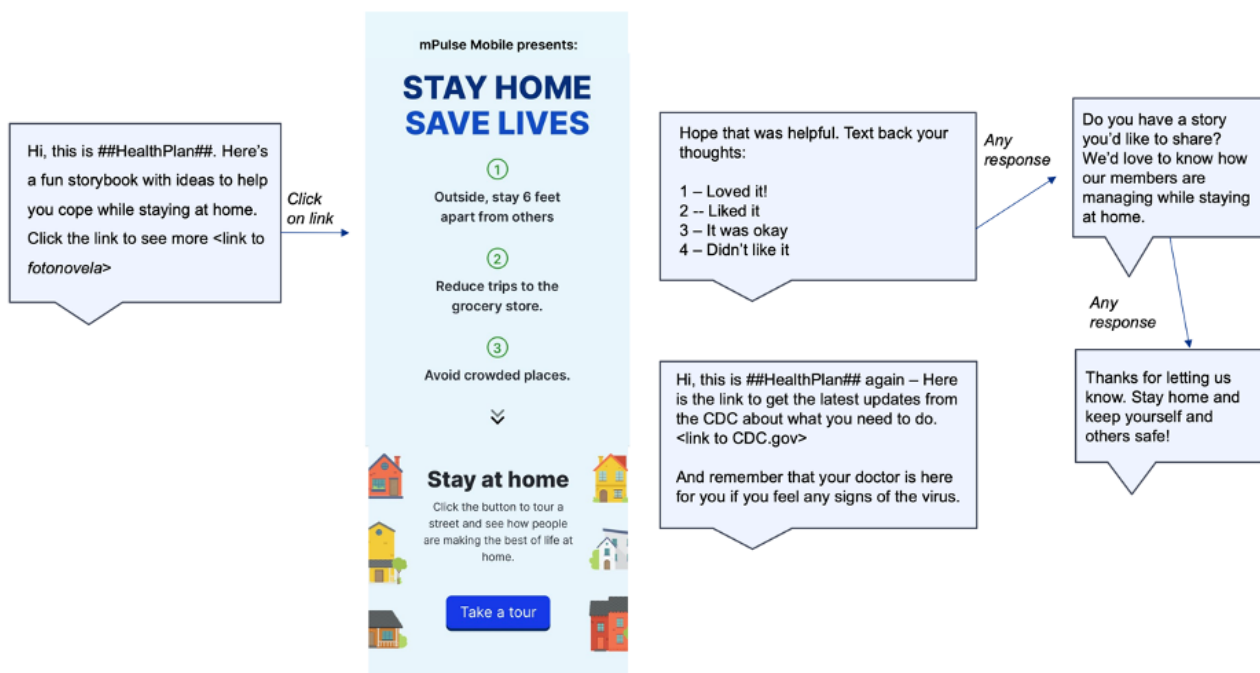 Hi, this is ##HealthPlan##. Here's
a fun storybook with ideas to help
you cope while staying at home.
Click the link to see more <link to
fotonovela>
Click
on link
mPulse Mobile presents:
STAY HOME
SAVE LIVES
1
Outside, stay 6 feet
apart from others
2
Reduce trips to the
grocery store.
3
Avoid crowded places.
Stay at home
Click the button to tour a
street and see how people
are making the best of life at
home.
Take a tour
Hope that was helpful. Text back your
thoughts:
1 – Loved it!
2 -- Liked it
3 – It was okay
4 – Didn't like it
Any
response
Do you have a story
you'd like to share?
We'd love to know how
our members are
managing while staying
at home.
Any
response
Thanks for letting us
know. Stay home and
keep yourself and
others safe!
Hi, this is ##HealthPlan## again – Here
is the link to get the latest updates from
the CDC about what you need to do.
<link to CDC.gov>
And remember that your doctor is here
for you if you feel any signs of the virus.